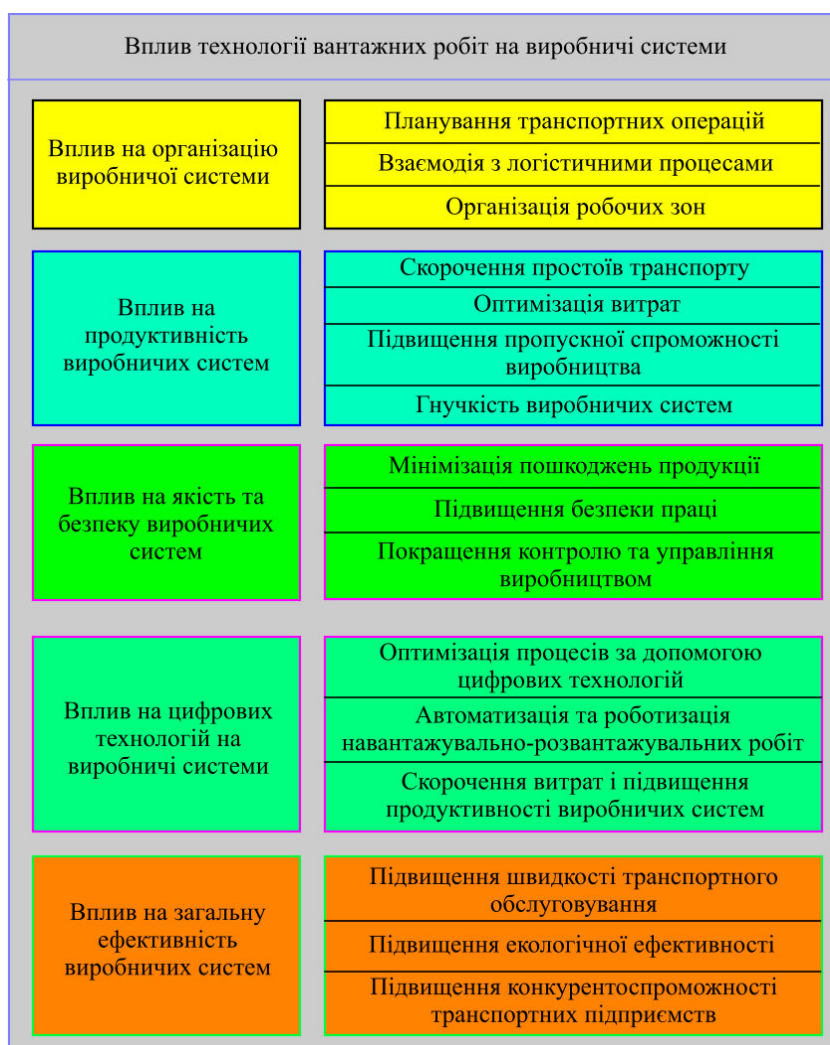 Вплив технології вантажних робіт на виробничі системи
Вплив на організацію
виробничої системи
Планування транспортних операцій
Взаємодія з логістичними процесами
Організація робочих зон
Вплив на
продуктивність
виробничих систем
Скорочення простоїв транспорту
Оптимізація витрат
Підвищення пропускної спроможності
виробництва
Гнучкість виробничих систем
Вплив на якість та
безпеку виробничих
систем
Мінімізація пошкоджень продукції
Підвищення безпеки праці
Покращення контролю та управління
виробництвом
Вплив на цифрових
технологій на
виробничі системи
Оптимізація процесів за допомогою
цифрових технологій
Автоматизація та роботизація
навантажувально-розвантажувальних робіт
Скорочення витрат і підвищення
продуктивності виробничих систем
Вплив на загальну
ефективність
виробничих систем
Підвищення швидкості транспортного
обслуговування
Підвищення екологічної ефективності
Підвищення конкурентоспроможності
транспортних підприємств